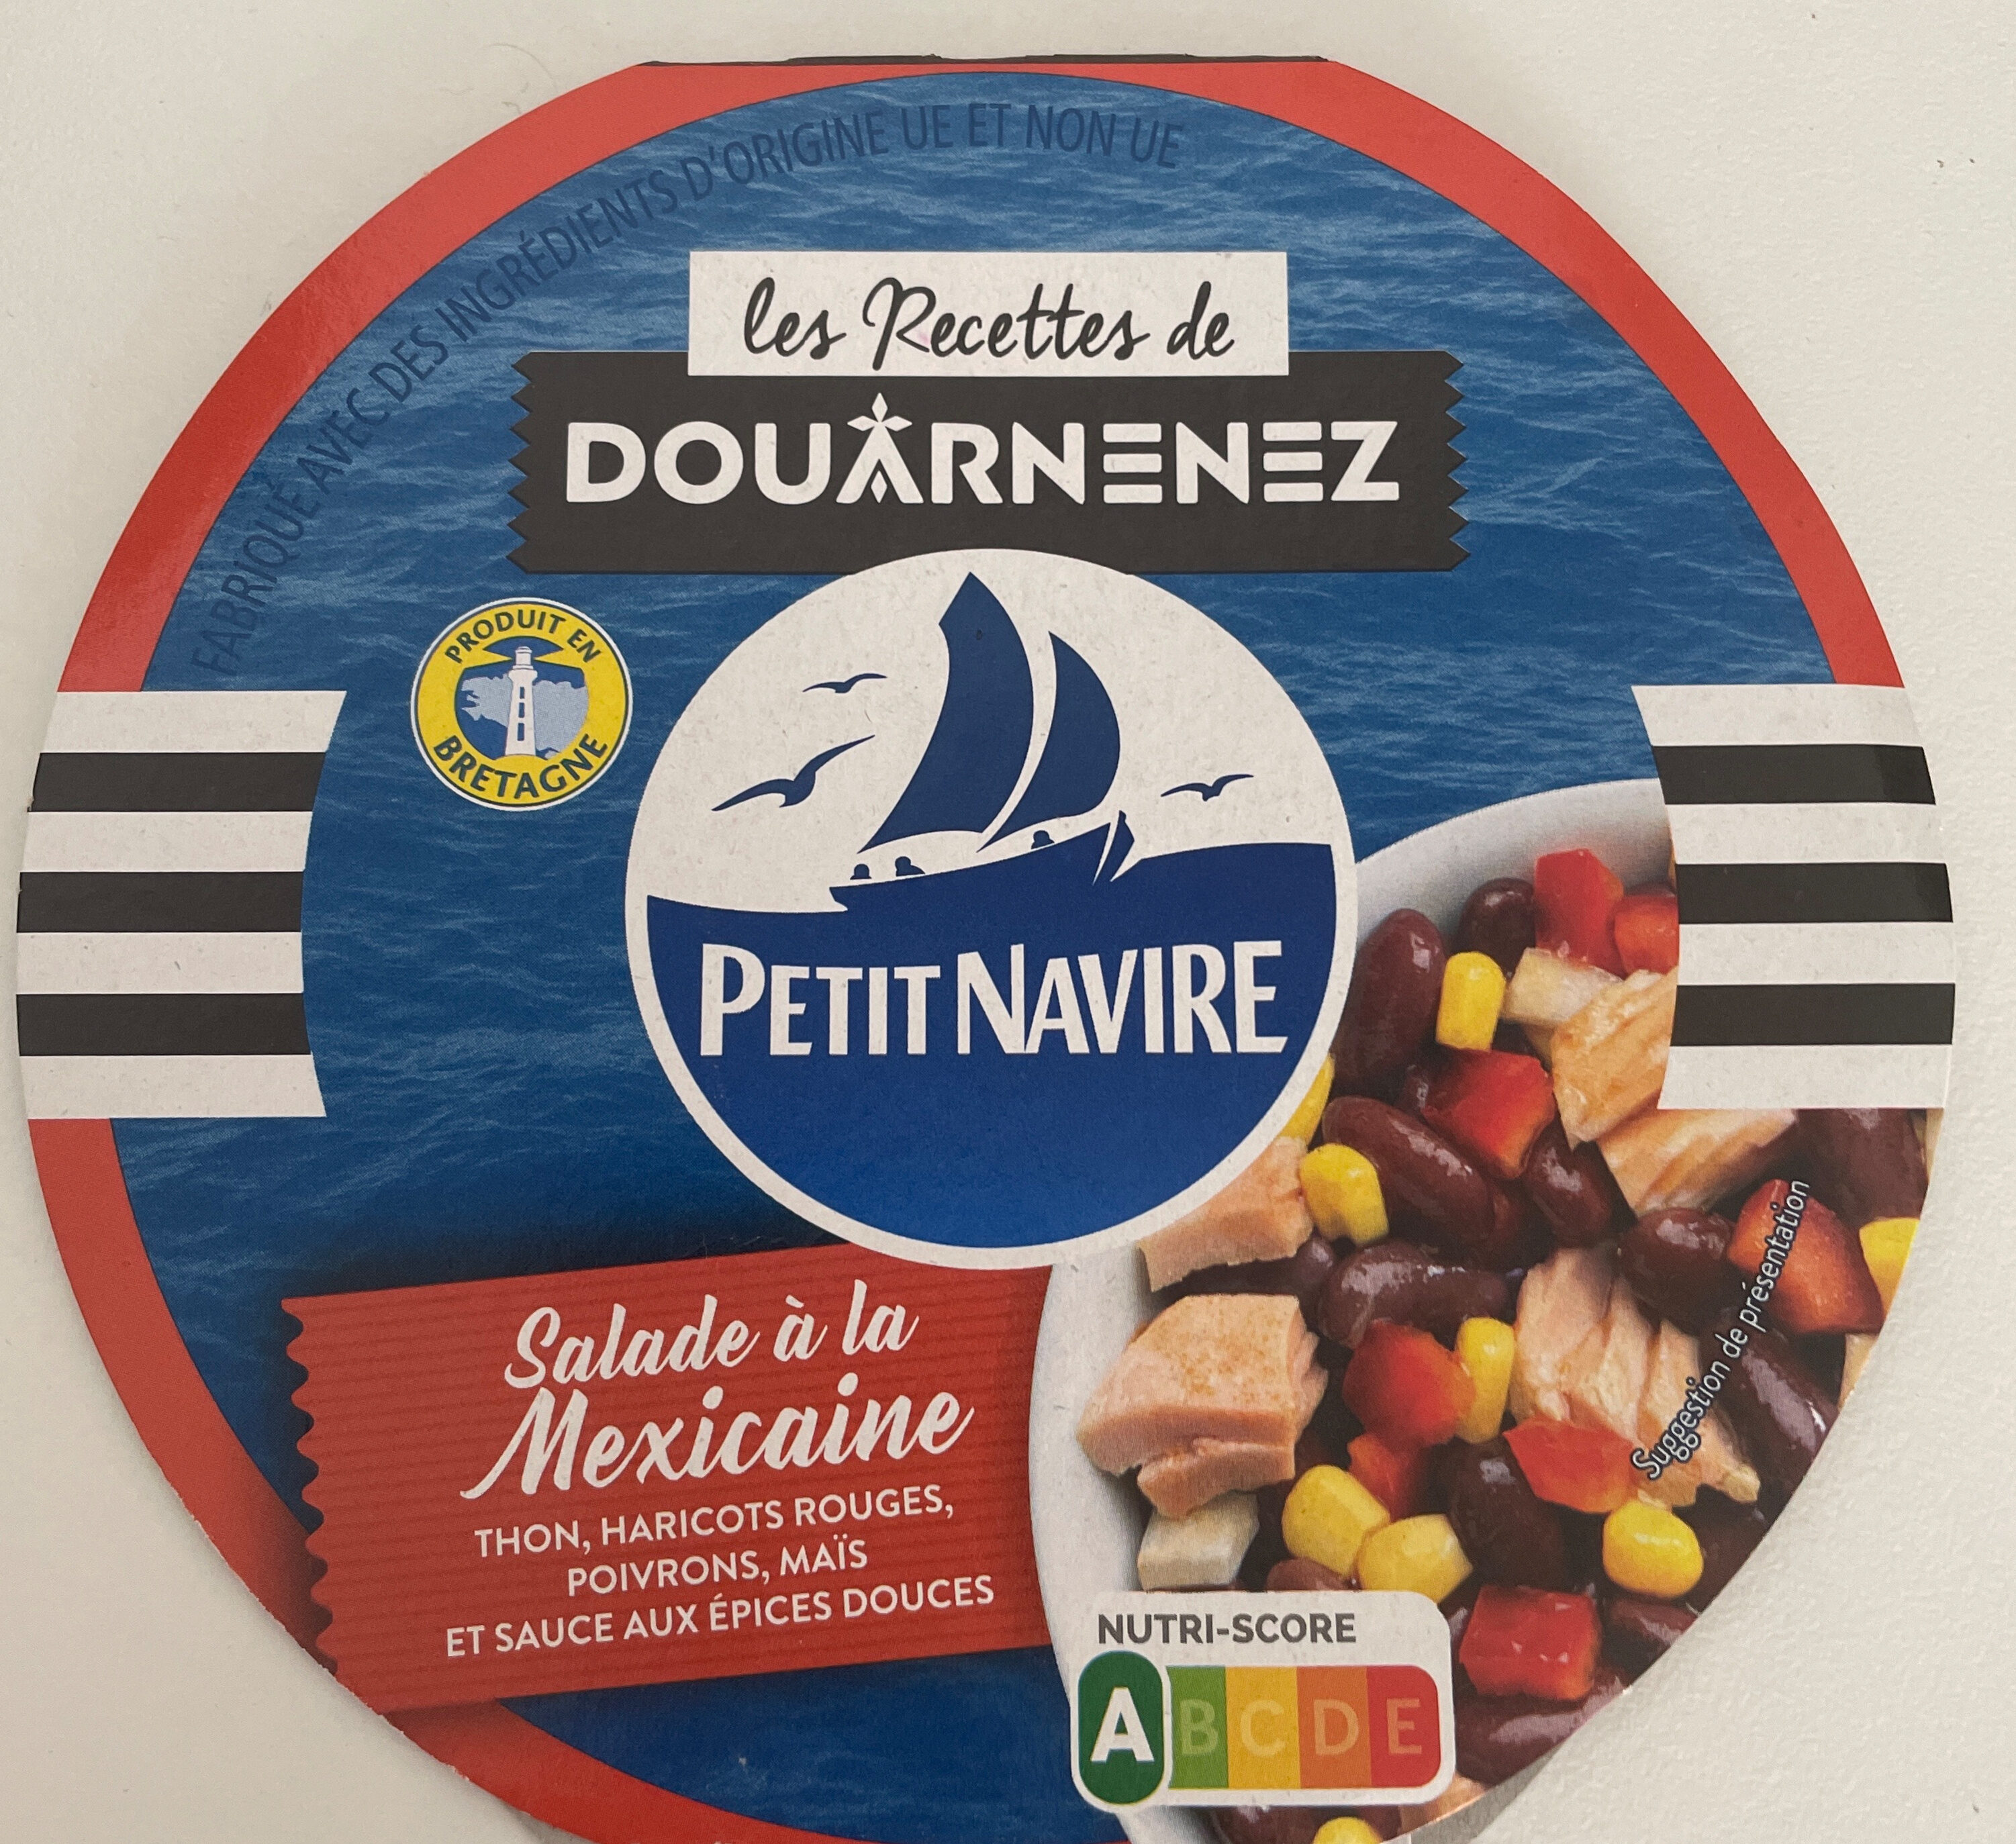 FABRIQUÉ AVEC DES INGRÉDIENTS D'ORIGINE UE ET NON UE
les Recettes de
DOUARNENEZ
PRODUIT EN
BRETAGNE
PETIT NAVIRE
Salade à la
Mexicaine
THON, HARICOTS ROUGES,
POIVRONS, MAÏS
ET SAUCE AUX ÉPICES DOUCES
Suggestion de présentation
NUTRI-SCORE
A B C D E